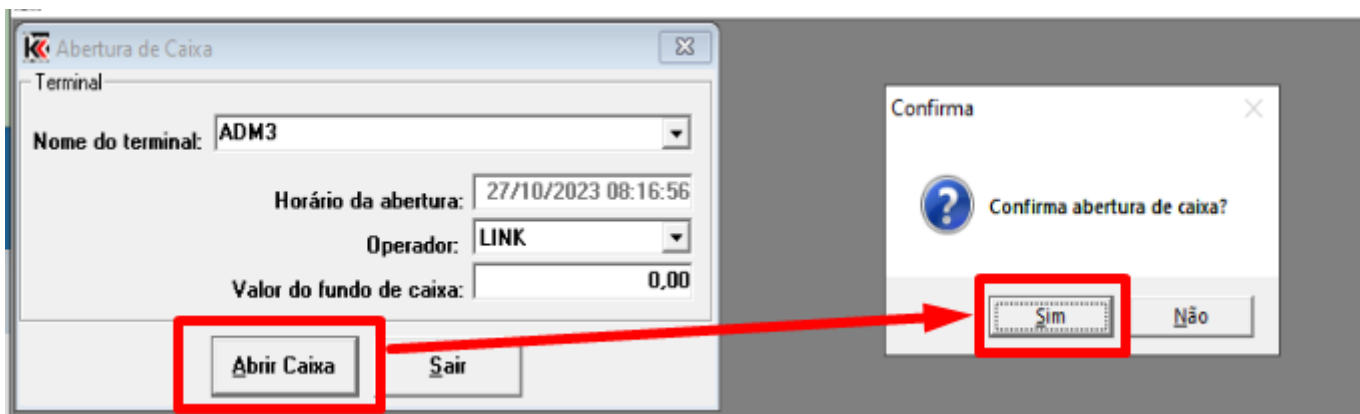 Abertura de Caixa
Terminal
Nome do terminal: ADM3
Horário da abertura: 27/10/2023 08:16:56
Operador: LINK
Valor do fundo de caixa: 0,00
Abrir Caixa Sair
Confirma
Confirma abertura de caixa?
Sim Não